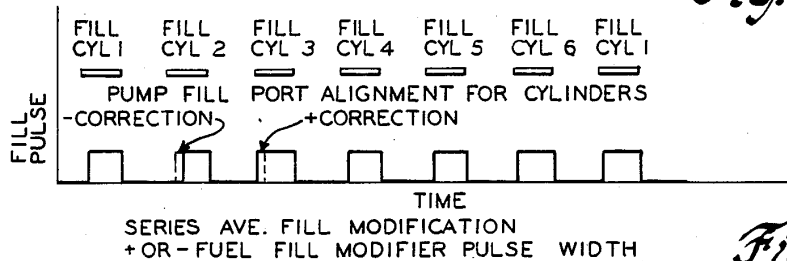 Fig.
FILL FILL FILL FILL FILL FILL FILL
CYL 1 CYL 2 CYL 3 CYL 4 CYL 5 CYL 6 CYL 1
PUMP FILL PORT ALIGNMENT FOR CYLINDERS
-CORRECTION +CORRECTION
FILL
PULSE
TIME
SERIES AVE. FILL MODIFICATION
+ OR - FUEL FILL MODIFIER PULSE WIDTH